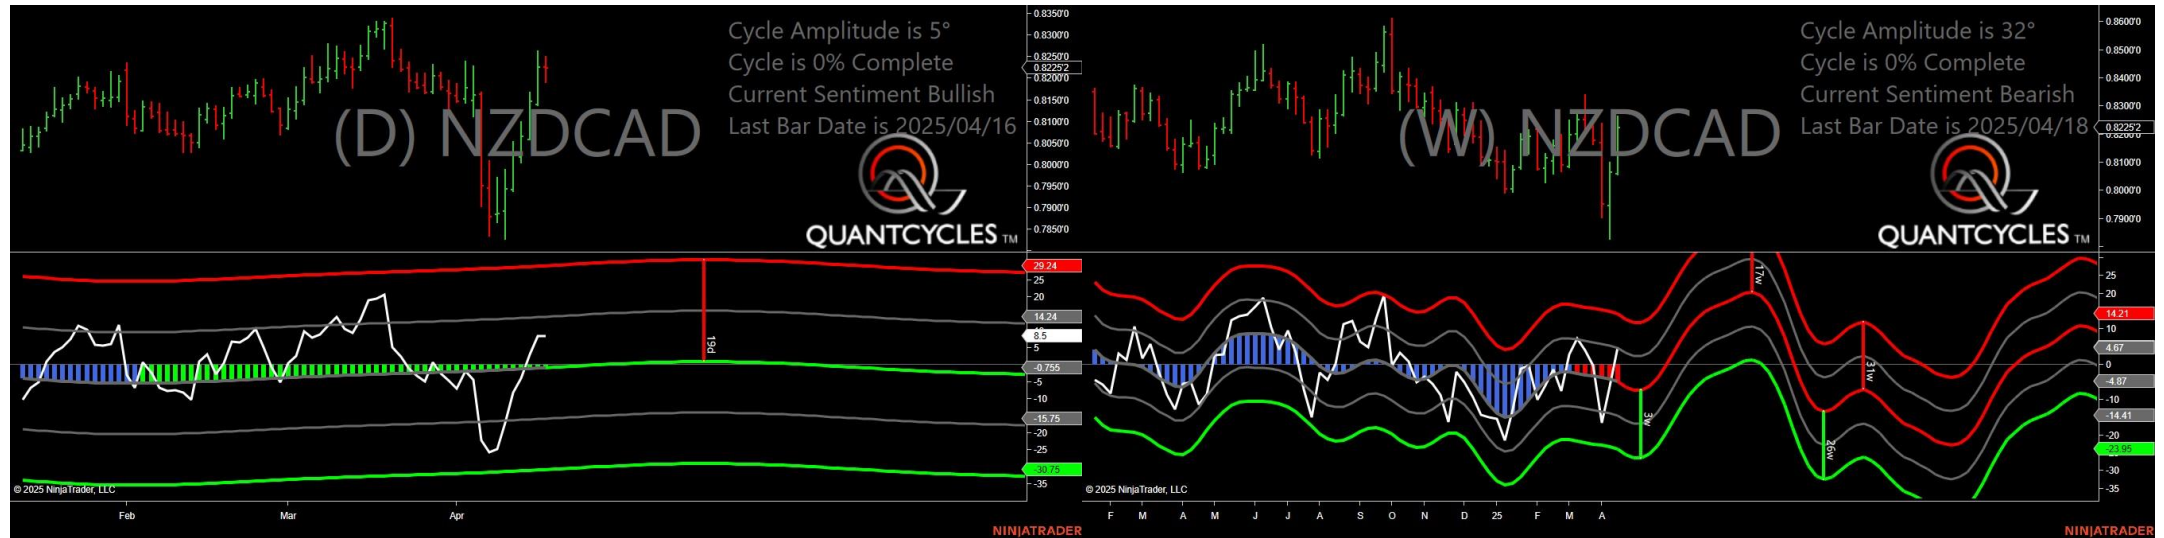 Cycle Amplitude is 5°
Cycle is 0% Complete
Current Sentiment Bullish
Last Bar Date is 2025/04/16
(D) NZDCAD
QUANTCYCLES TM
0.8350'0
0.8300'0
0.8250'0
0.8225'2
0.8200'0
0.8150'0
0.8100'0
0.8050'0
0.8000'0
0.7950'0
0.7900'0
0.7850'0
29.24
25
20
14.24
8.5
5
-0.755
-5
-10
-15.75
-20
-25
-30.75
-35
19d
© 2025 NinjaTrader, LLC
Feb Mar Apr
NINJATRADER
Cycle Amplitude is 32°
Cycle is 0% Complete
Current Sentiment Bearish
Last Bar Date is 2025/04/18
(W) NZDCAD
QUANTCYCLES TM
0.8600'0
0.8500'0
0.8400'0
0.8300'0
0.8225'2
0.8200'0
0.8100'0
0.8000'0
0.7900'0
25
20
14.21
10
4.67
0
-4.87
-10
-14.41
-20
-23.95
-30
-35
17w
31w
26w
© 2025 NinjaTrader, LLC
F M A M J J A S O N D 25 F M A
NINJATRADER